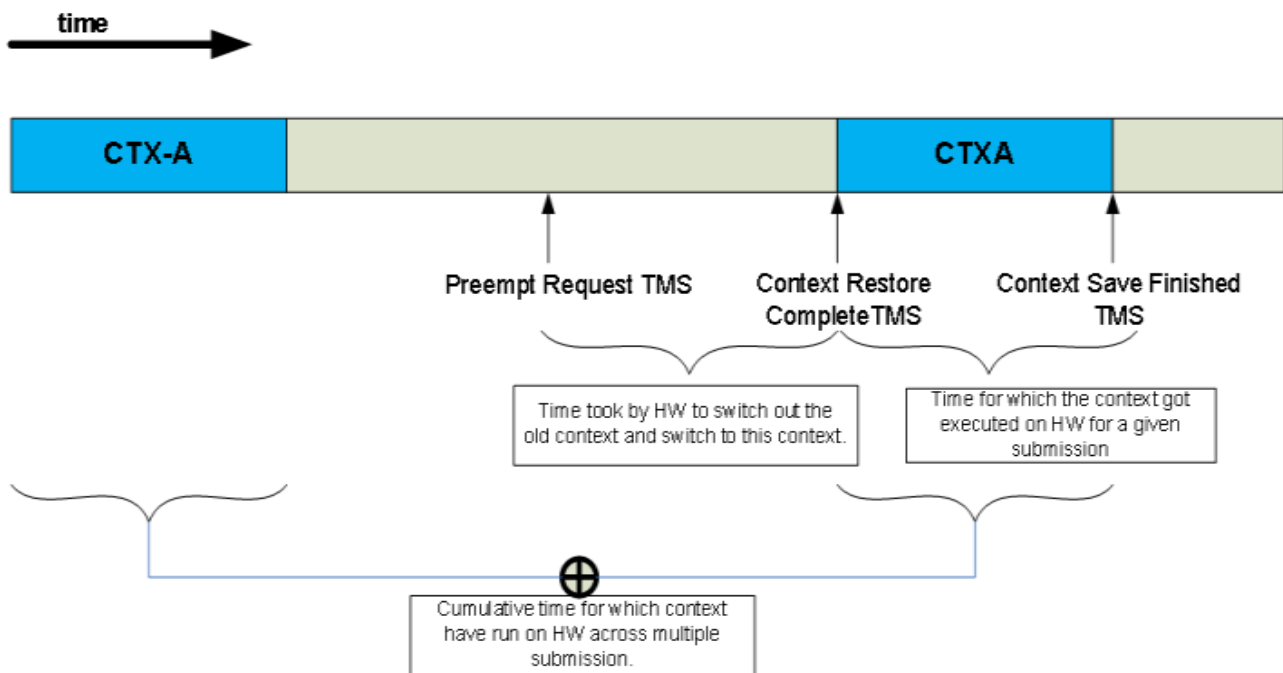 time
CTX-A
CTXA
Preempt Request TMS
Context Restore
CompleteTMS
Context Save Finished
TMS
Time took by HW to switch out the
old context and switch to this context.
Time for which the context got
executed on HW for a given
submission
Cumulative time for which context
have run on HW across multiple
submission.